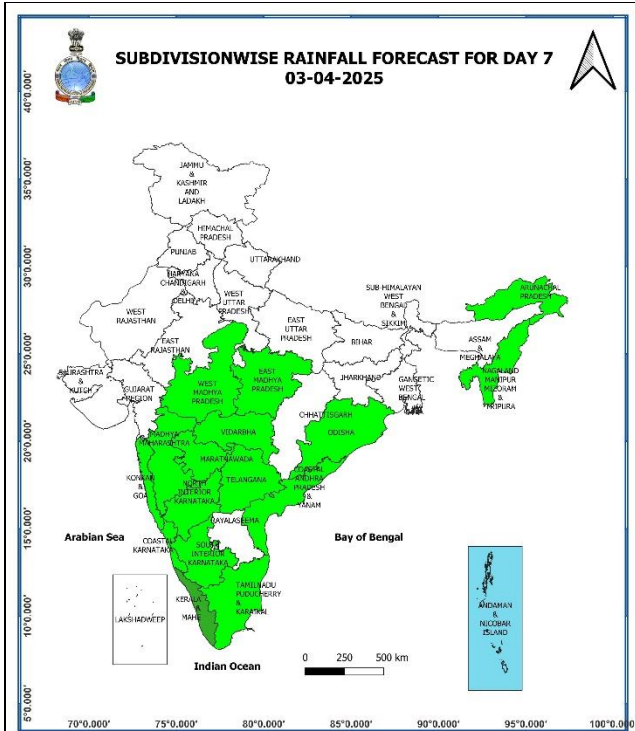 SUBDIVISIONWISE RAINFALL FORECAST FOR DAY 7
03-04-2025
40°0.000'
35°0.000'
30°0.000'
25°0.000'
20°0.000'
15°0.000'
10°0.000'
5°0.000'
JAMMU
&
KASHMIR
AND
LADAKH
HIMACHAL
PRADESH
PUNJAB
UTTARAKHAND
HARYANA
CHANDIGARH
&
DELHI
WEST
UTTAR
PRADESH
WEST
RAJASTHAN
EAST
RAJASTHAN
EAST
UTTAR
PRADESH
SUB-HIMALAYAN
WEST
BENGAL
&
SIKKIM
ARUNACHAL
PRADESH
BIHAR
ASSAM
&
MEGHALAYA
NAGALAND
MANIPUR
MIZORAM
&
TRIPURA
SAURASHTRA
&
KUTCH
GUJARAT
REGION
WEST
MADHYA
PRADESH
EAST
MADHYA
PRADESH
JHARKHAND
GANGETIC
WEST
BENGAL
CHHATTISGARH
ODISHA
VIDARBHA
MADHYA
MAHARASHTRA
MARATHAWADA
KONKAN
&
GOA
NORTH
INTERIOR
KARNATAKA
TELANGANA
COASTAL
ANDHRA
PRADESH
&
YANAM
RAYALASEEMA
Arabian Sea
COASTAL
KARNATAKA
SOUTH
INTERIOR
KARNATAKA
Bay of Bengal
TAMILNADU
PUDUCHERRY
&
KARAIKAL
KERALA
&
MAHE
LAKSHADWEEP
ANDAMAN
&
NICOBAR
ISLAND
Indian Ocean
0 250 500 km
70°0.000' 75°0.000' 80°0.000' 85°0.000' 90°0.000' 95°0.000' 100°0.000'